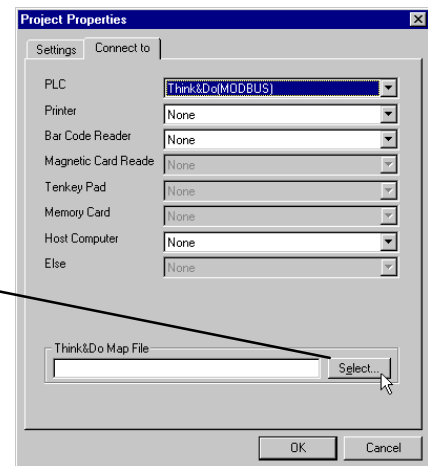 Project Properties
Settings Connect to
PLC Think&Do(MODBUS)
Printer None
Bar Code Reader None
Magnetic Card Reade None
Tenkey Pad None
Memory Card None
Host Computer None
Else None
Think&Do Map File
Select...
OK Cancel